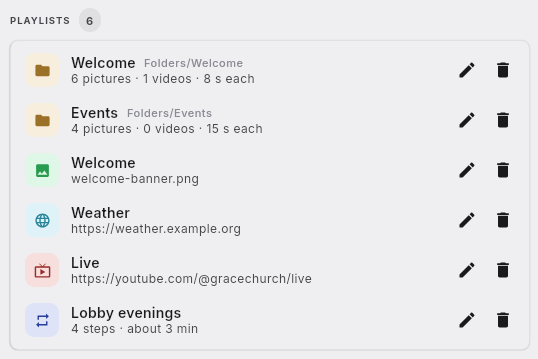 PLAYLISTS 6
Welcome Folders/Welcome
6 pictures · 1 videos · 8 s each
Events Folders/Events
4 pictures · 0 videos · 15 s each
Welcome
welcome-banner.png
Weather
https://weather.example.org
Live
https://youtube.com/@gracechurch/live
Lobby evenings
4 steps · about 3 min